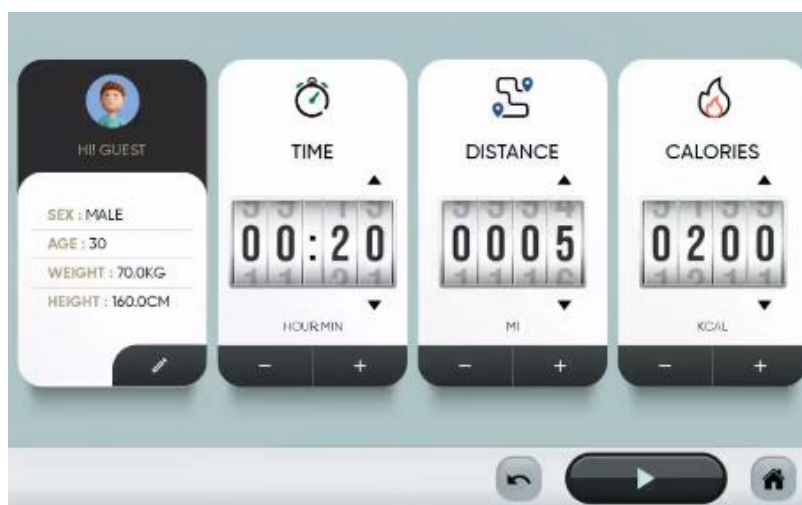 HI! GUEST
SEX : MALE
AGE : 30
WEIGHT : 70.0KG
HEIGHT : 160.0CM
TIME
00:20
HOUR:MIN
− +
DISTANCE
0005
MI
− +
CALORIES
0200
KCAL
− +